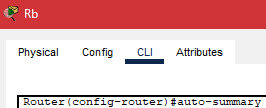 Rb
Physical Config CLI Attributes
Router(config-router)#auto-summary